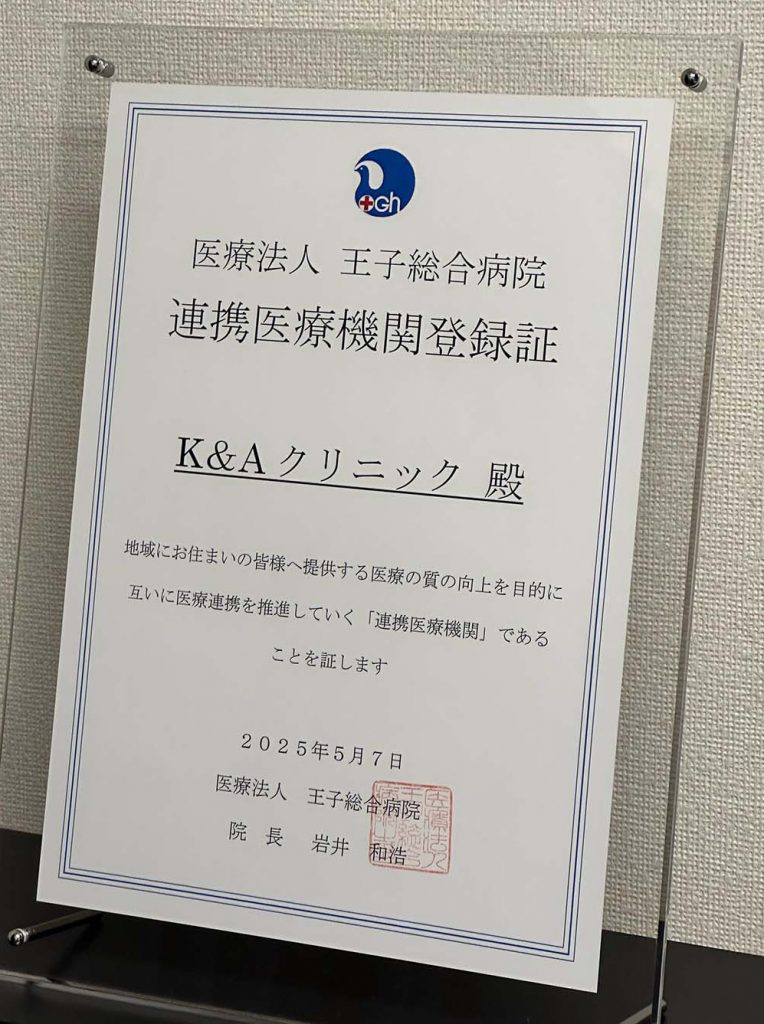 Gh
医療法人 王子総合病院
連携医療機関登録証
K&Aクリニック 殿
地域にお住まいの皆様へ提供する医療の質の向上を目的に
互いに医療連携を推進していく「連携医療機関」である
ことを証します
2025年5月7日
医療法人 王子総合病院
院 長 岩井 和浩